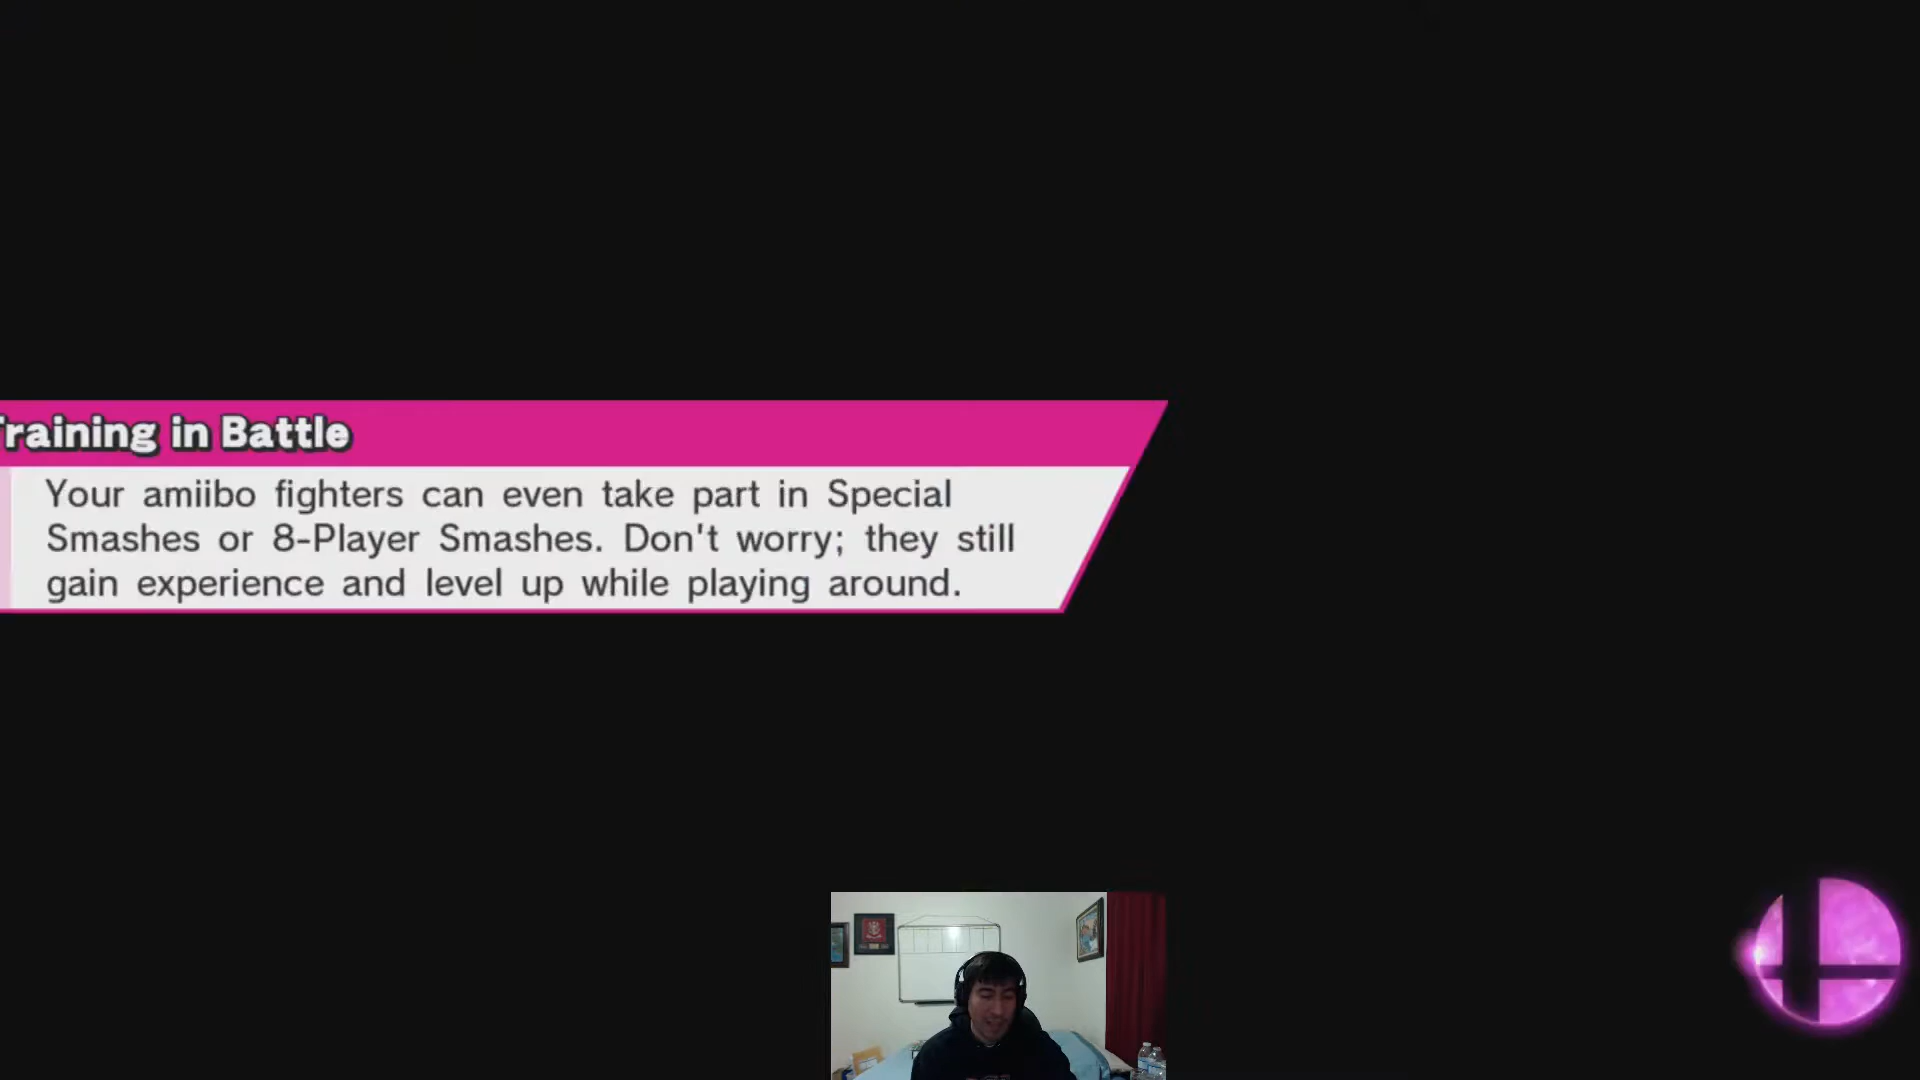 Training in Battle
Your amiibo fighters can even take part in Special
Smashes or 8-Player Smashes. Don't worry; they still
gain experience and level up while playing around.